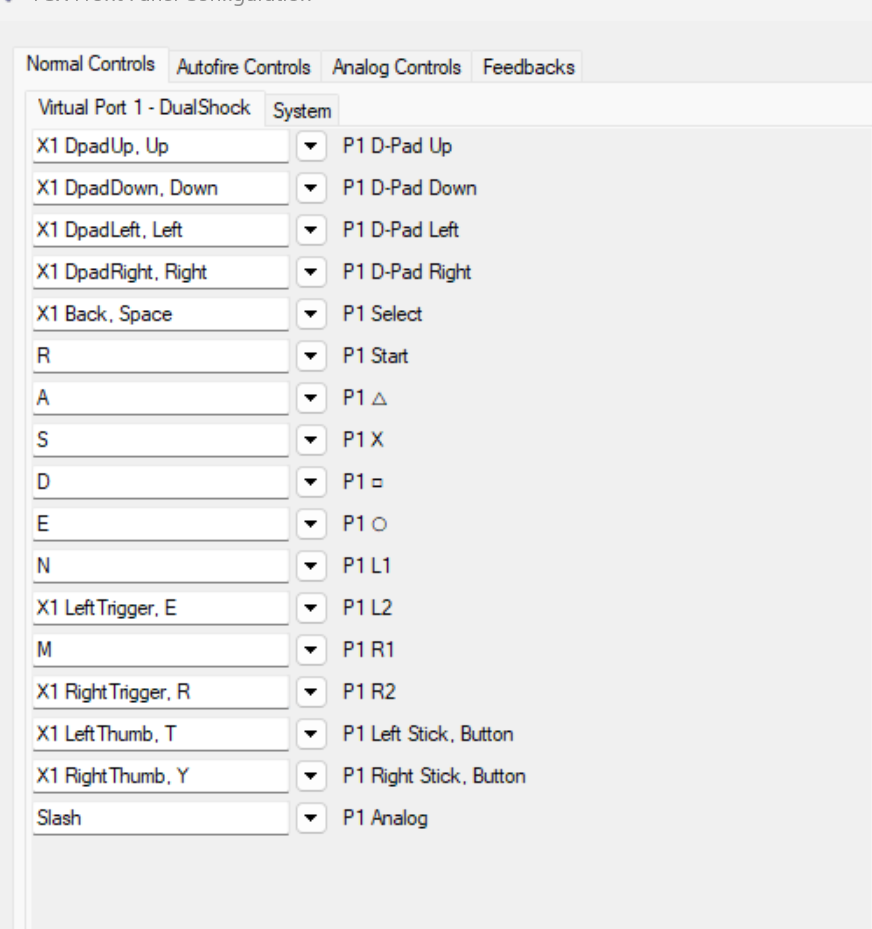 Normal Controls Autofire Controls Analog Controls Feedbacks
Virtual Port 1 - DualShock System
X1 DpadUp, Up P1 D-Pad Up
X1 DpadDown, Down P1 D-Pad Down
X1 DpadLeft, Left P1 D-Pad Left
X1 DpadRight, Right P1 D-Pad Right
X1 Back, Space P1 Select
R P1 Start
A P1 △
S P1 X
D P1 □
E P1 ○
N P1 L1
X1 LeftTrigger, E P1 L2
M P1 R1
X1 RightTrigger, R P1 R2
X1 LeftThumb, T P1 Left Stick, Button
X1 RightThumb, Y P1 Right Stick, Button
Slash P1 Analog